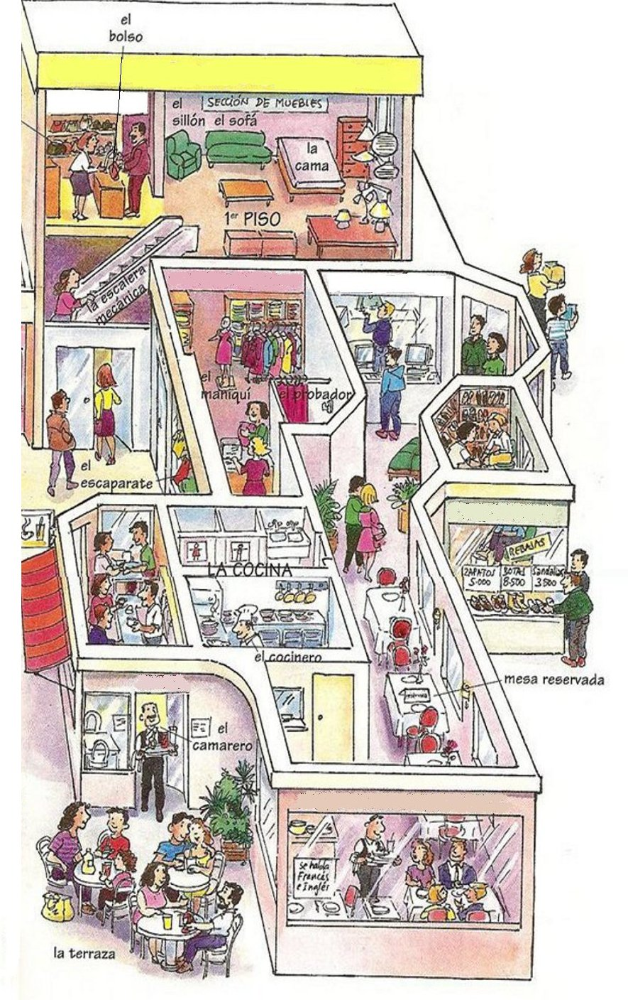 el
bolso
SECCIÓN DE MUEBLES
el
sillón
el sofá
la
cama
1er PISO
la escalera
mecánica
el
maniquí
el probador
el
escaparate
LA COCINA
el cocinero
REBAJAS
ZAPATOS
5.000
BOTAS
8.500
Sandalias
3.500
mesa reservada
el
camarero
Se habla
Francés
e Inglés
la terraza